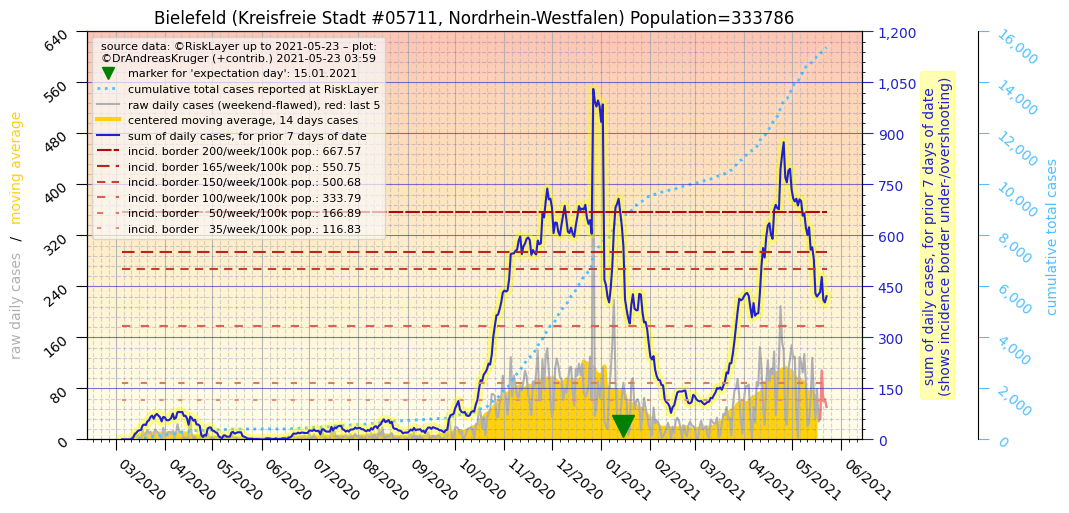 Bielefeld (Kreisfreie Stadt #05711, Nordrhein-Westfalen) Population=333786
source data: ©RiskLayer up to 2021-05-23 – plot:
©DrAndreasKruger (+contrib.) 2021-05-23 03:59
marker for 'expectation day': 15.01.2021
cumulative total cases reported at RiskLayer
raw daily cases (weekend-flawed), red: last 5
centered moving average, 14 days cases
sum of daily cases, for prior 7 days of date
incid. border 200/week/100k pop.: 667.57
incid. border 165/week/100k pop.: 550.75
incid. border 150/week/100k pop.: 500.68
incid. border 100/week/100k pop.: 333.79
incid. border   50/week/100k pop.: 166.89
incid. border   35/week/100k pop.: 116.83
raw daily cases / moving average
640
560
480
400
320
240
160
80
0
03/2020
04/2020
05/2020
06/2020
07/2020
08/2020
09/2020
10/2020
11/2020
12/2020
01/2021
02/2021
03/2021
04/2021
05/2021
06/2021
1,200
1,050
900
750
600
450
300
150
0
sum of daily cases, for prior 7 days of date
(shows incidence border under-/overshooting)
16,000
14,000
12,000
10,000
8,000
6,000
4,000
2,000
0
cumulative total cases